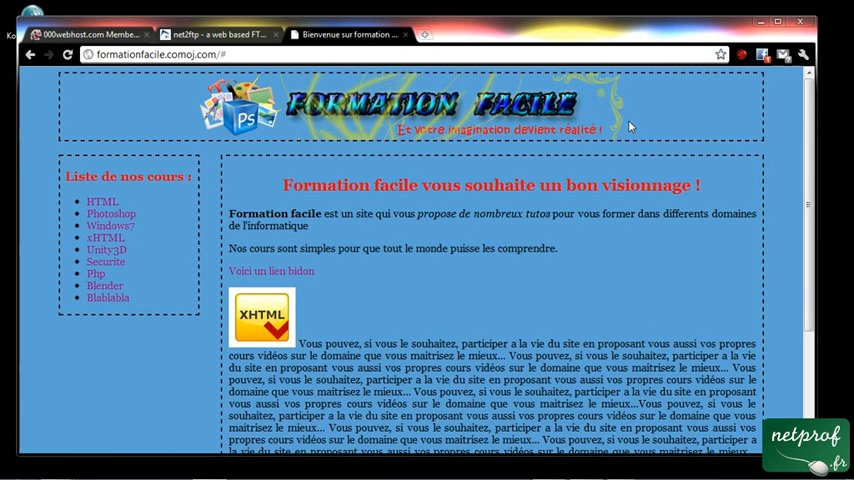 Ko
000webhost.com Membe...
net2ftp - a web based FT...
Bienvenue sur formation
formationfacile.comoj.com/#
Ps
FORMATION FACILE
Et votre imagination devient réalité !
Liste de nos cours :
HTML
Photoshop
Windows7
xHTML
Unity3D
Securite
Php
Blender
Blablabla
Formation facile vous souhaite un bon visionnage !
Formation facile est un site qui vous propose de nombreux tutos pour vous former dans differents domaines
de l'informatique
Nos cours sont simples pour que tout le monde puisse les comprendre.
Voici un lien bidon
XHTML
Vous pouvez, si vous le souhaitez, participer a la vie du site en proposant vous aussi vos propres
cours vidéos sur le domaine que vous maitrisez le mieux... Vous pouvez, si vous le souhaitez, participer a la vie
du site en proposant vous aussi vos propres cours vidéos sur le domaine que vous maitrisez le mieux... Vous
pouvez, si vous le souhaitez, participer a la vie du site en proposant vous aussi vos propres cours vidéos sur le
domaine que vous maitrisez le mieux... Vous pouvez, si vous le souhaitez, participer a la vie du site en proposant
vous aussi vos propres cours vidéos sur le domaine que vous maitrisez le mieux...Vous pouvez, si vous le
souhaitez, participer a la vie du site en proposant vous aussi vos propres cours vidéos sur le domaine que vous
maitrisez le mieux... Vous pouvez, si vous le souhaitez, participer a la vie du site en proposant vous aussi vos
propres cours vidéos sur le domaine que vous maitrisez le mieux... Vous pouvez, si vous le souhaitez, participer a
netprof
.fr